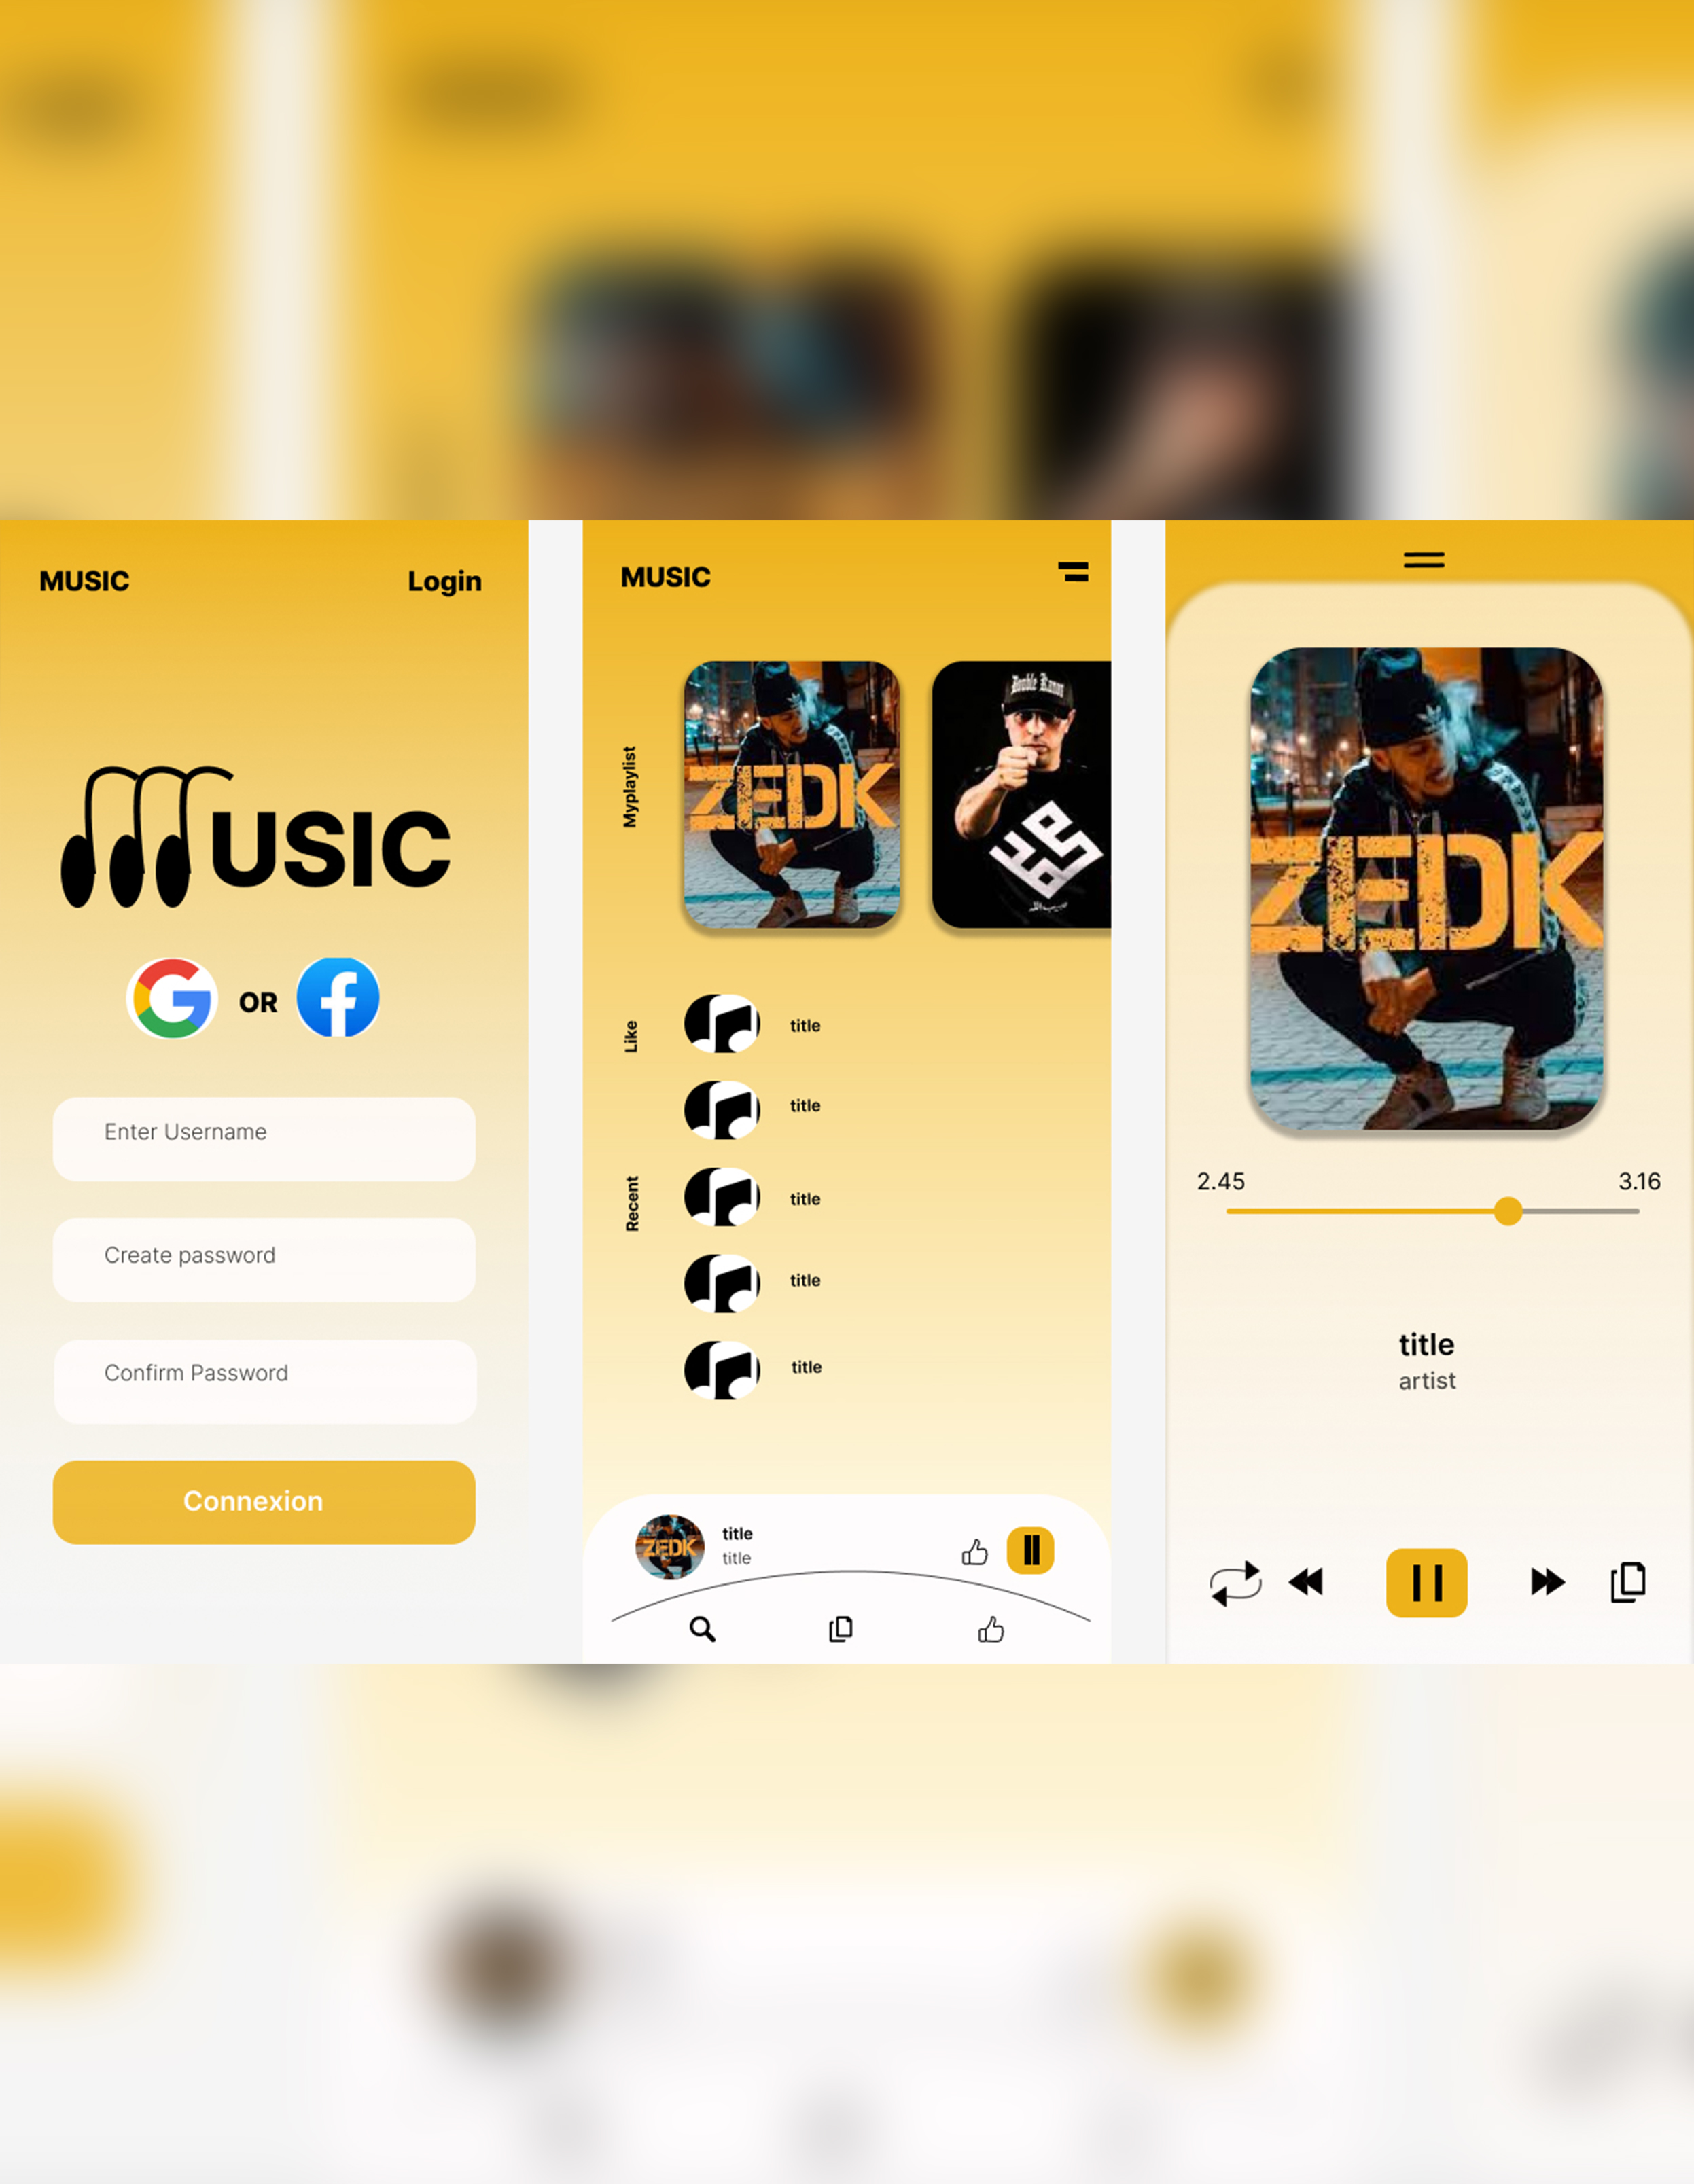 MUSIC
Login
MUSIC
OR
Enter Username
Create password
Confirm Password
Connexion
MUSIC
Myplaylist
ZEDK
Double Kanon
Like
title
title
Recent
title
title
title
ZEDK
title
title
ZEDK
2.45
3.16
title
artist